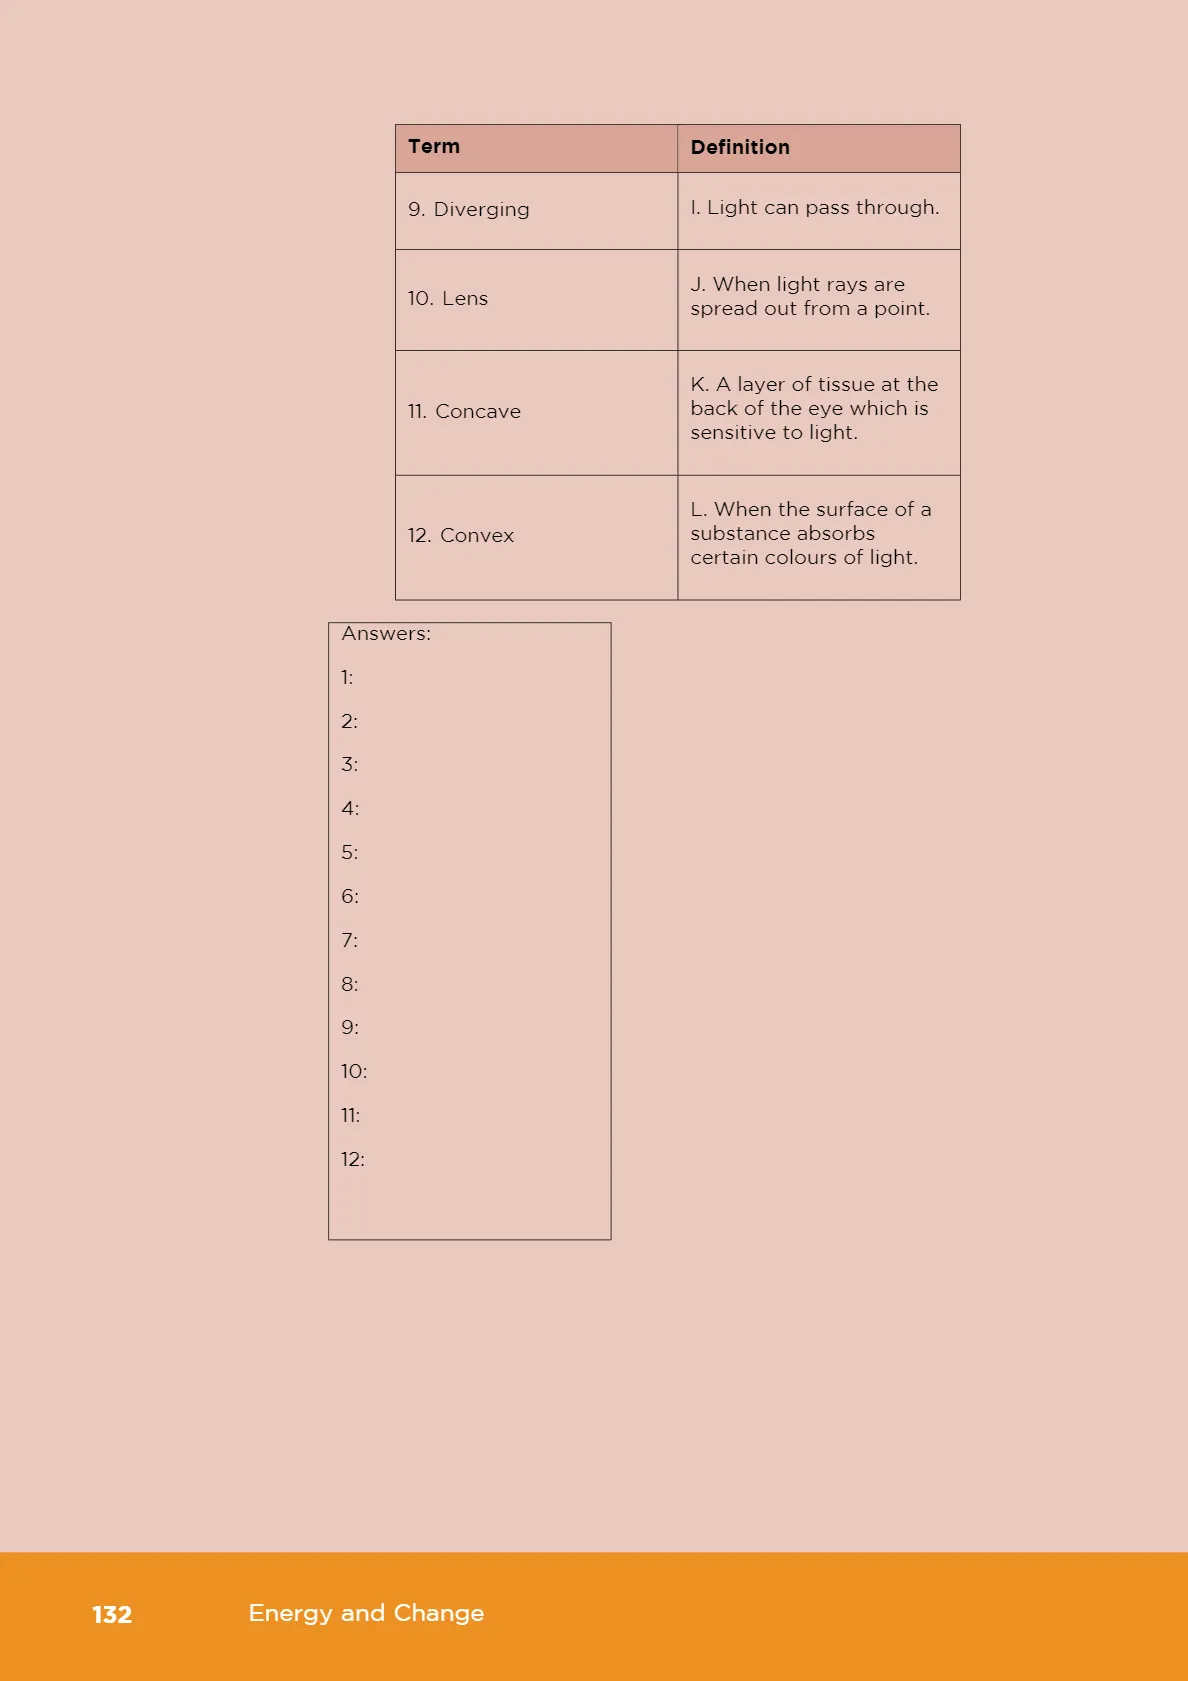 Term
Definition
9. Diverging
I. Light can pass through.
10. Lens
J. When light rays are
spread out from a point.
11. Concave
K. A layer of tissue at the
back of the eye which is
sensitive to light.
12. Convex
L. When the surface of a
substance absorbs
certain colours of light.
Answers:
1:
2:
3:
4:
5:
6:
7:
8:
9:
10:
11:
12:
132
Energy and Change